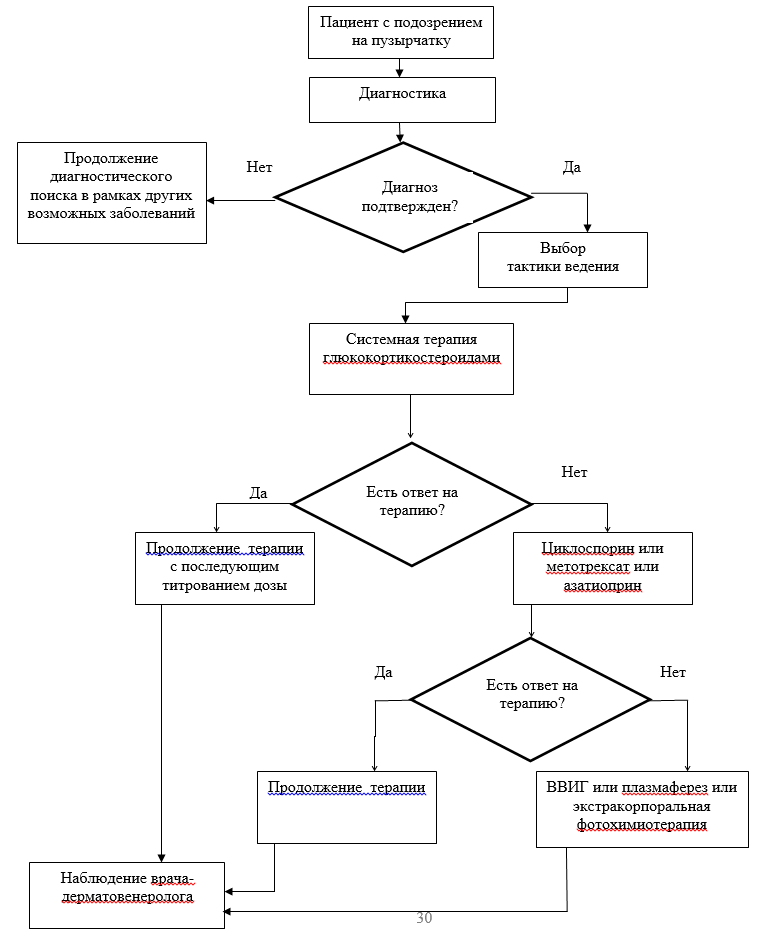 Пациент с подозрением
на пузырчатку
Диагностика
Продолжение
диагностического
поиска в рамках других
возможных заболеваний
Нет
Диагноз
подтвержден?
Да
Выбор
тактики ведения
Системная терапия
глюкокортикостероидами
Да
Есть ответ на
терапию?
Нет
Продолжение терапии
с последующим
титрованием дозы
Циклоспорин или
метотрексат или
азатиоприн
Да
Есть ответ на
терапию?
Нет
Продолжение терапии
ВВИГ или плазмаферез или
экстракорпоральная
фотохимиотерапия
Наблюдение врача-
дерматовенеролога
30